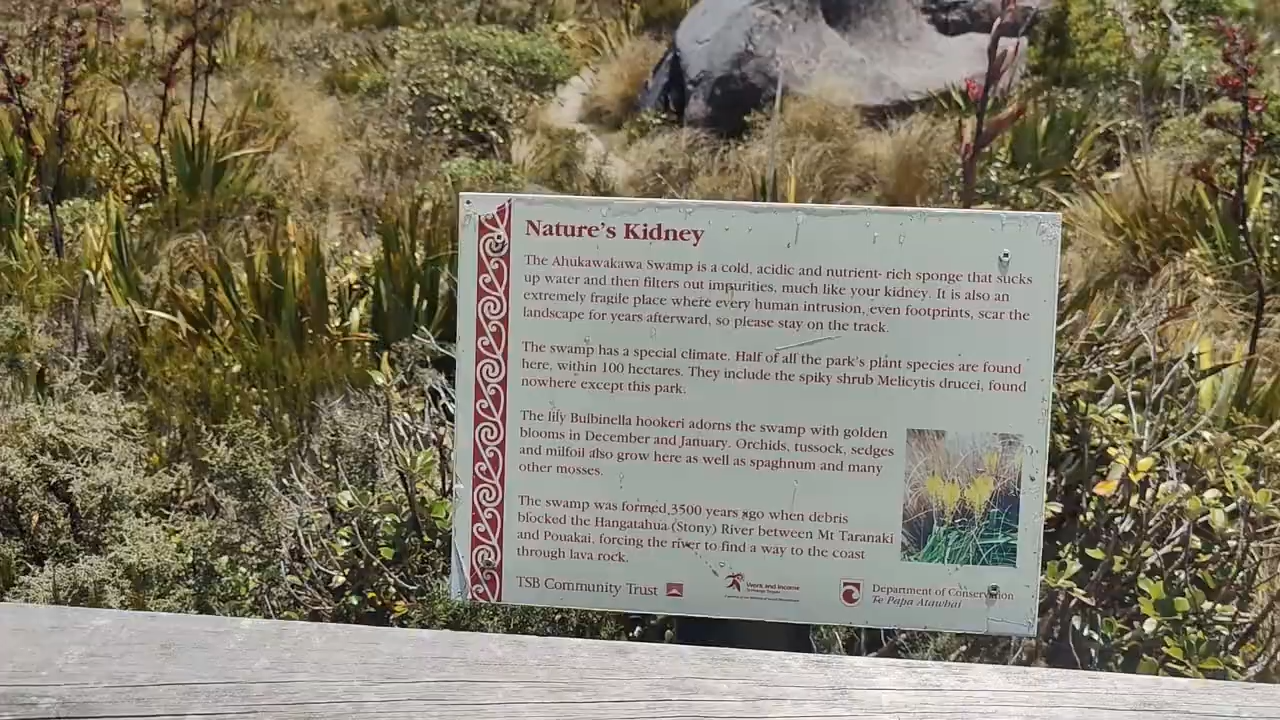 Nature's Kidney
The Ahukawakawa Swamp is a cold, acidic and nutrient- rich sponge that sucks
up water and then filters out impurities, much like your kidney. It is also an
extremely fragile place where every human intrusion, even footprints, scar the
landscape for years afterward, so please stay on the track.
The swamp has a special climate. Half of all the park's plant species are found
here, within 100 hectares. They include the spiky shrub Melicytis drucei, found
nowhere except this park.
The lily Bulbinella hookeri adorns the swamp with golden
blooms in December and January. Orchids, tussock, sedges
and milfoil also grow here as well as spaghnum and many
other mosses.
The swamp was formed 3500 years ago when debris
blocked the Hangatahua (Stony) River between Mt Taranaki
and Pouakai, forcing the river to find a way to the coast
through lava rock.
TSB Community Trust
Work and Income
Department of Conservation
Te Papa Atawhai